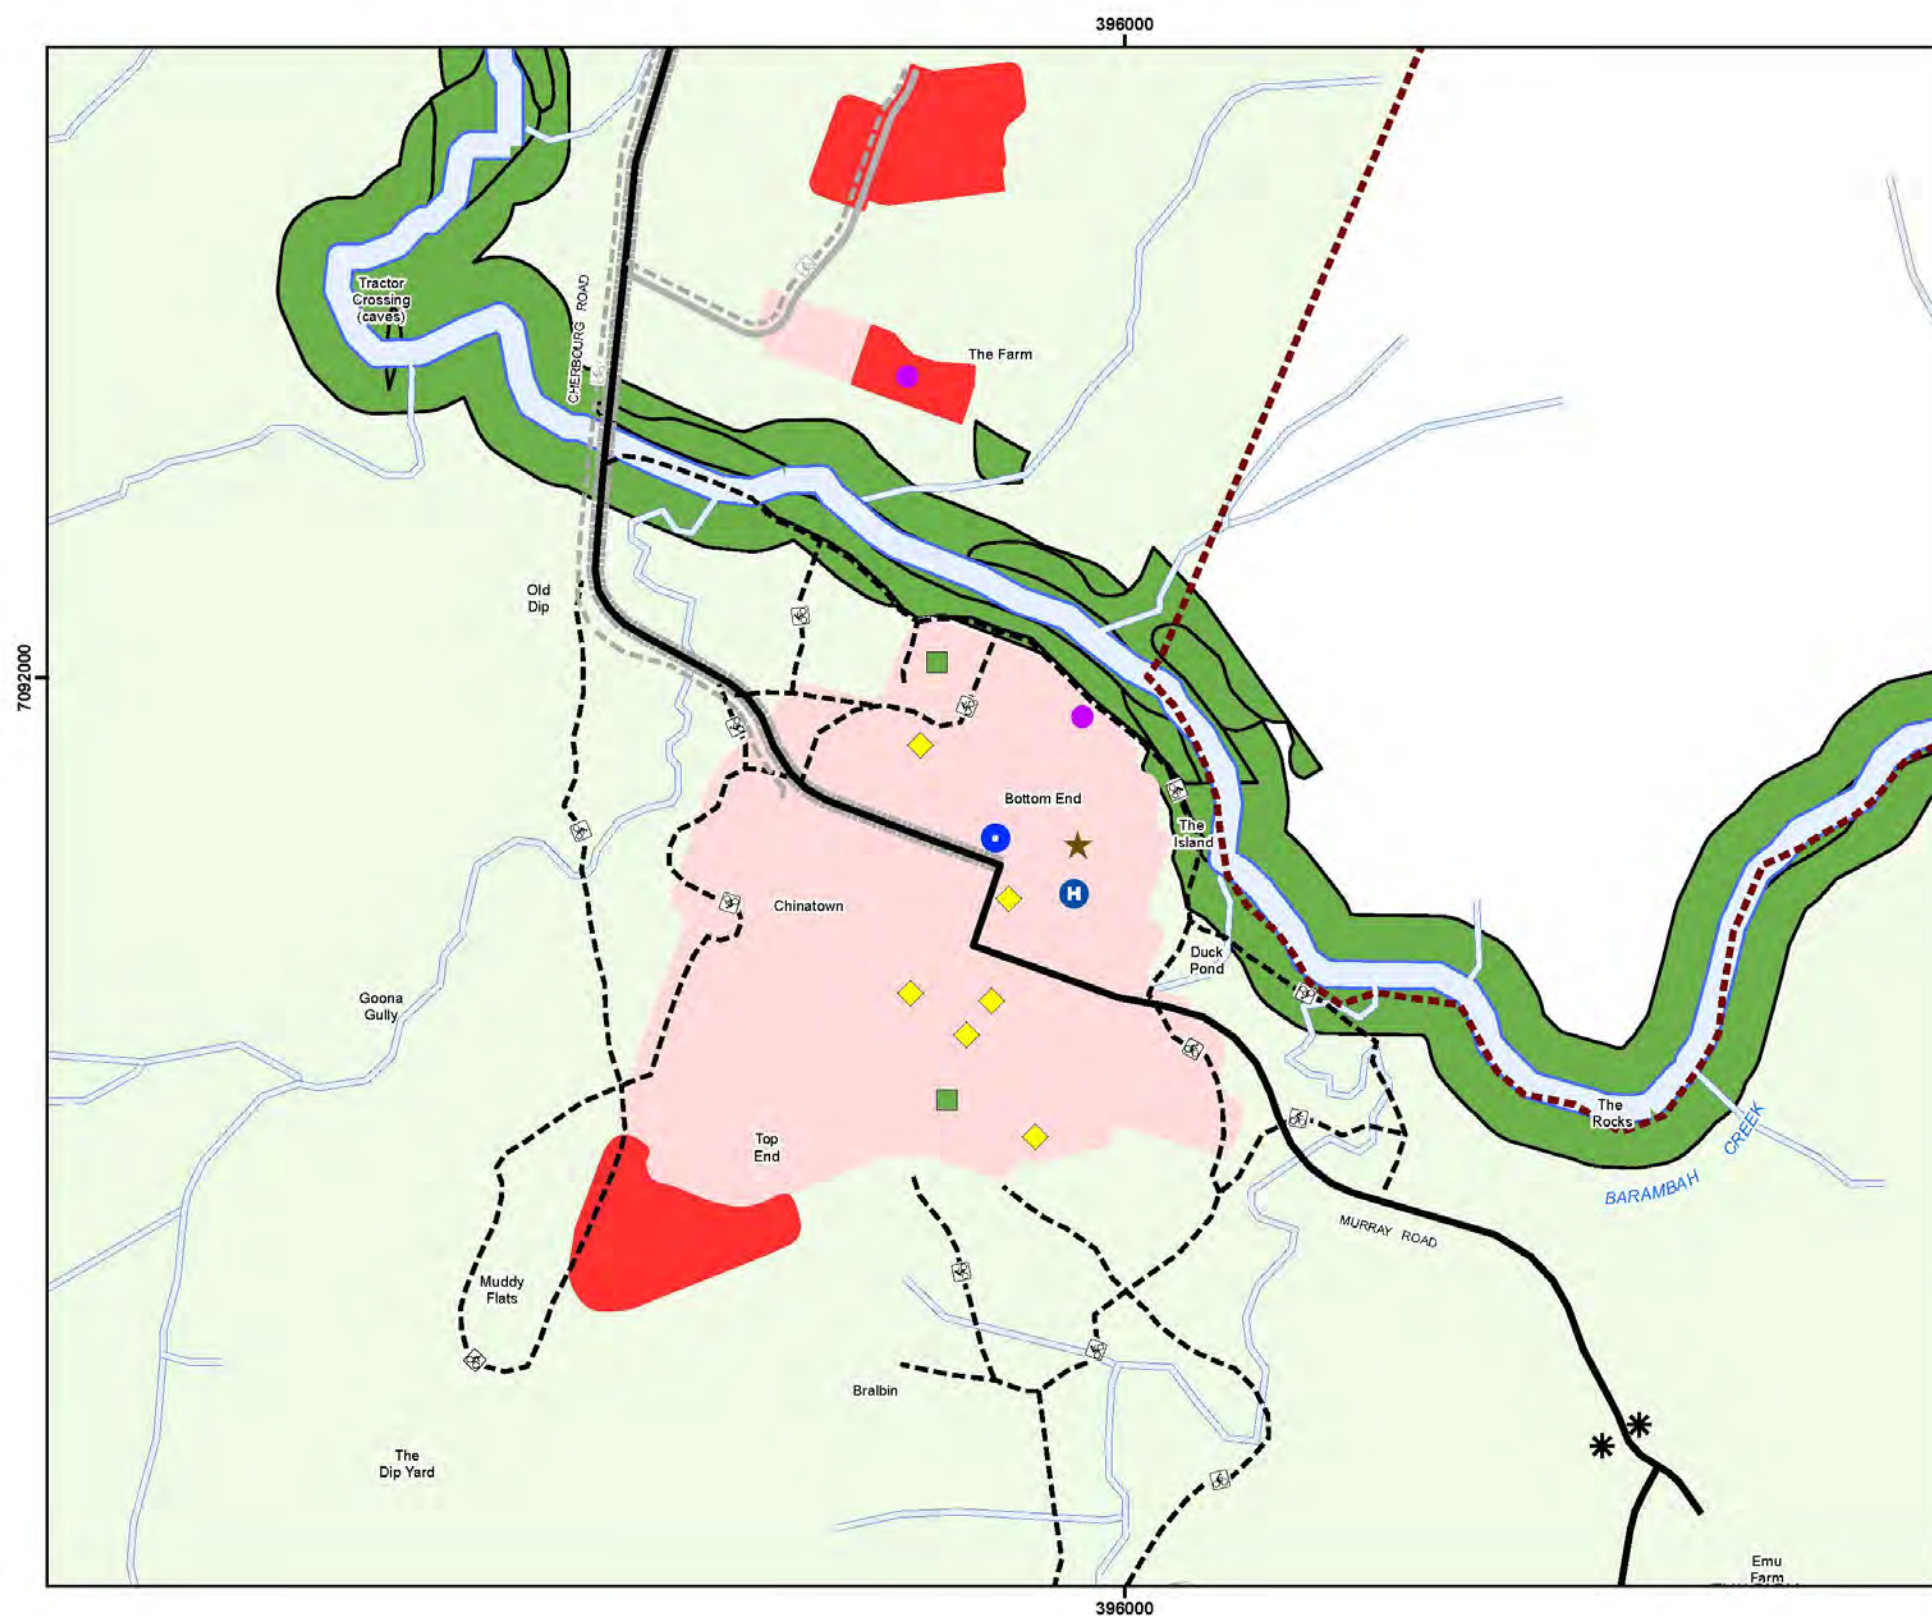 396000
Tractor
Crossing
(caves)
CHERBOURG ROAD
The Farm
Old
Dip
7092000
Bottom End
The
Island
H
Chinatown
Duck
Pond
Goona
Gully
The
Rocks
CREEK
BARAMBAH
Top
End
MURRAY ROAD
Muddy
Flats
Bralbin
The
Dip Yard
Emu
Farm
396000